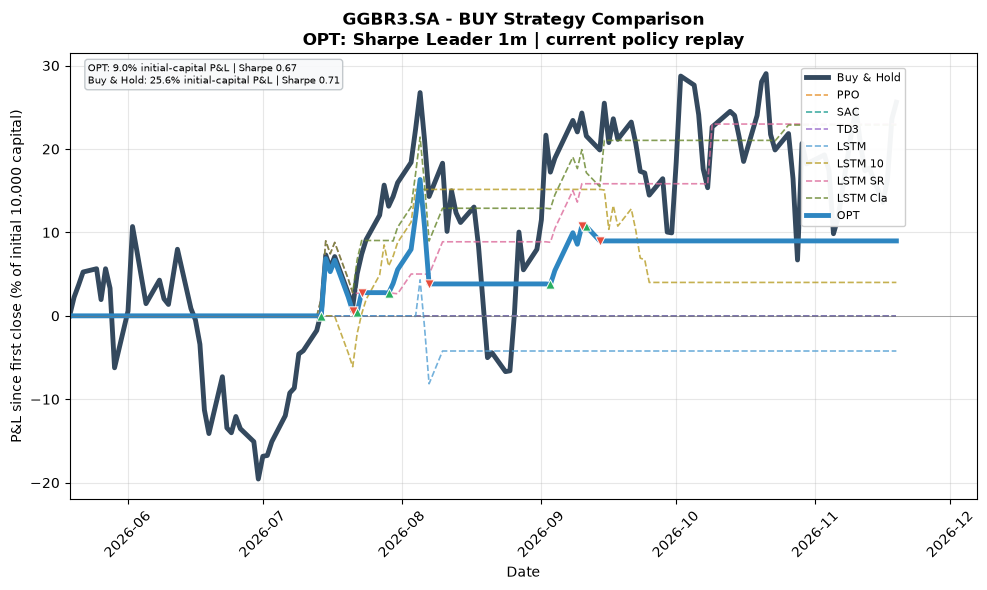 GGBR3.SA - BUY Strategy Comparison
OPT: Sharpe Leader 1m | current policy replay
OPT: 9.0% initial-capital P&L | Sharpe 0.67
Buy & Hold: 25.6% initial-capital P&L | Sharpe 0.71
Buy & Hold
PPO
SAC
TD3
LSTM
LSTM 10
LSTM SR
LSTM Cla
OPT
P&L since first close (% of initial 10,000 capital)
30
20
10
0
−10
−20
2026-06
2026-07
2026-08
2026-09
2026-10
2026-11
2026-12
Date